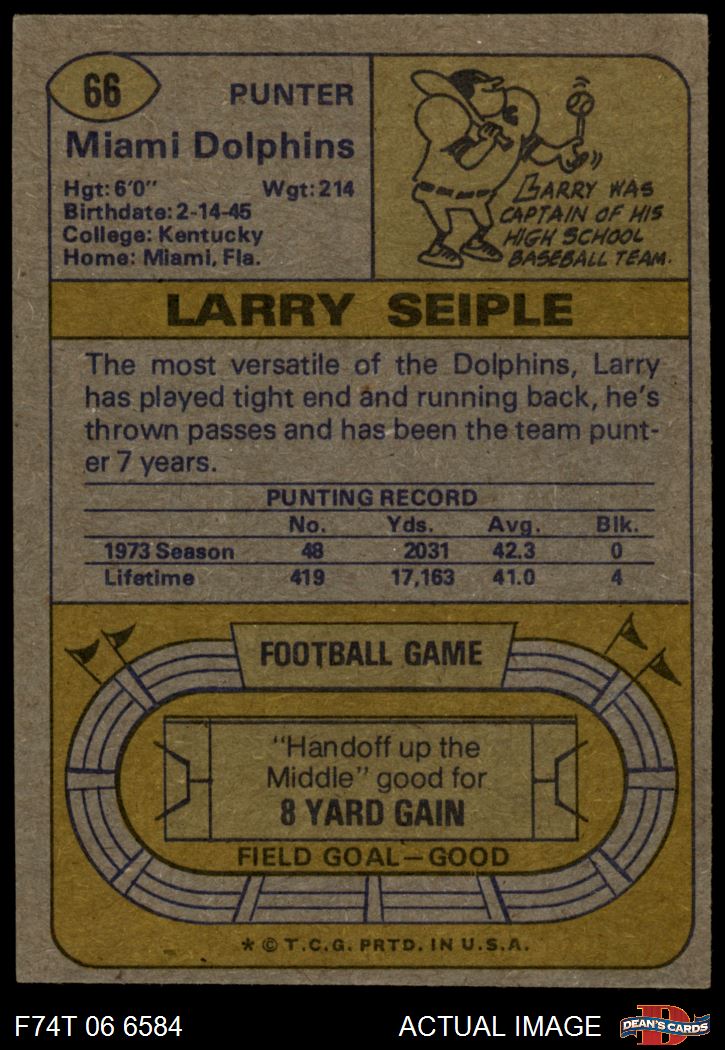 66
PUNTER
Miami Dolphins
Hgt: 6'0" Wgt: 214
Birthdate: 2-14-45
College: Kentucky
Home: Miami, Fla.
LARRY WAS
CAPTAIN OF HIS
HIGH SCHOOL
BASEBALL TEAM.
LARRY SEIPLE
The most versatile of the Dolphins, Larry
has played tight end and running back, he's
thrown passes and has been the team punt-
er 7 years.
PUNTING RECORD
No. Yds. Avg. Blk.
1973 Season 48 2031 42.3 0
Lifetime 419 17,163 41.0 4
FOOTBALL GAME
"Handoff up the
Middle" good for
8 YARD GAIN
FIELD GOAL—GOOD
* © T.C.G. PRTD. IN U.S.A.
F74T 06 6584 ACTUAL IMAGE
D
DEAN'S CARDS